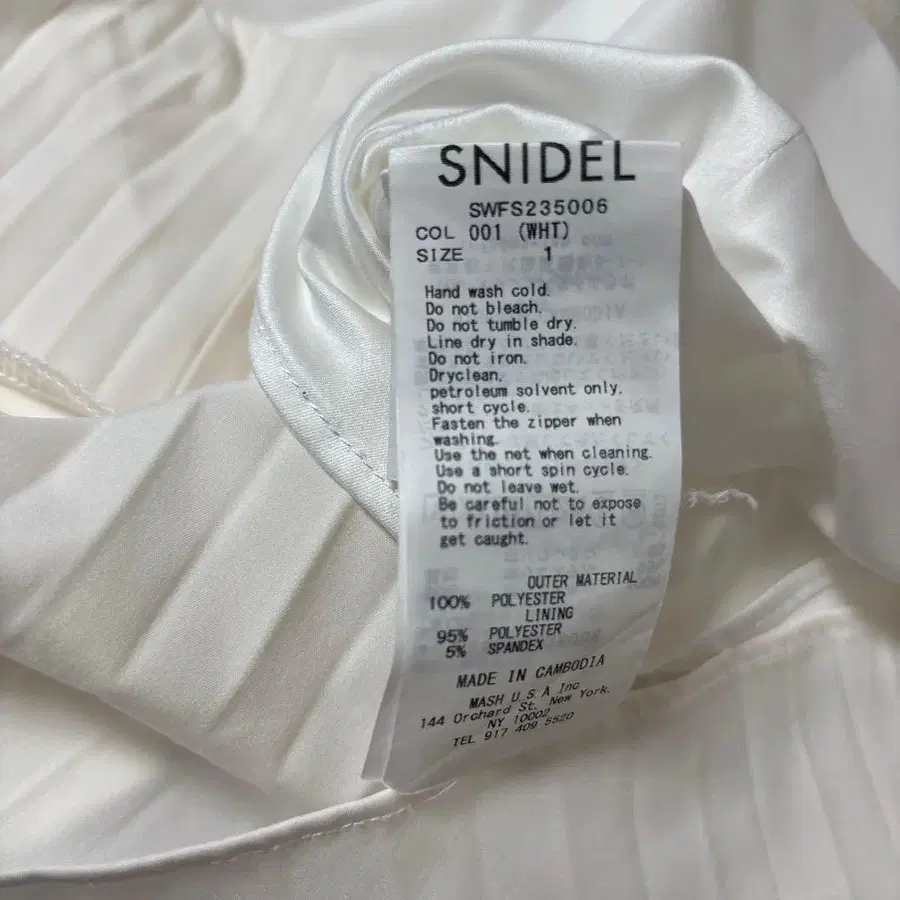 SNIDEL
SWFS235006
COL 001 (WHT)
SIZE 1
Hand wash cold.
Do not bleach.
Do not tumble dry.
Line dry in shade.
Do not iron.
Dryclean,
petroleum solvent only.
short cycle.
Fasten the zipper when
washing.
Use the net when cleaning.
Use a short spin cycle.
Do not leave wet.
Be careful not to expose
to friction or let it
get caught.
OUTER MATERIAL
100% POLYESTER
LINING
95% POLYESTER
5% SPANDEX
MADE IN CAMBODIA
MASH U.S.A Inc
144 Orchard St. New York.
NY 10002
TEL 917 409 5520